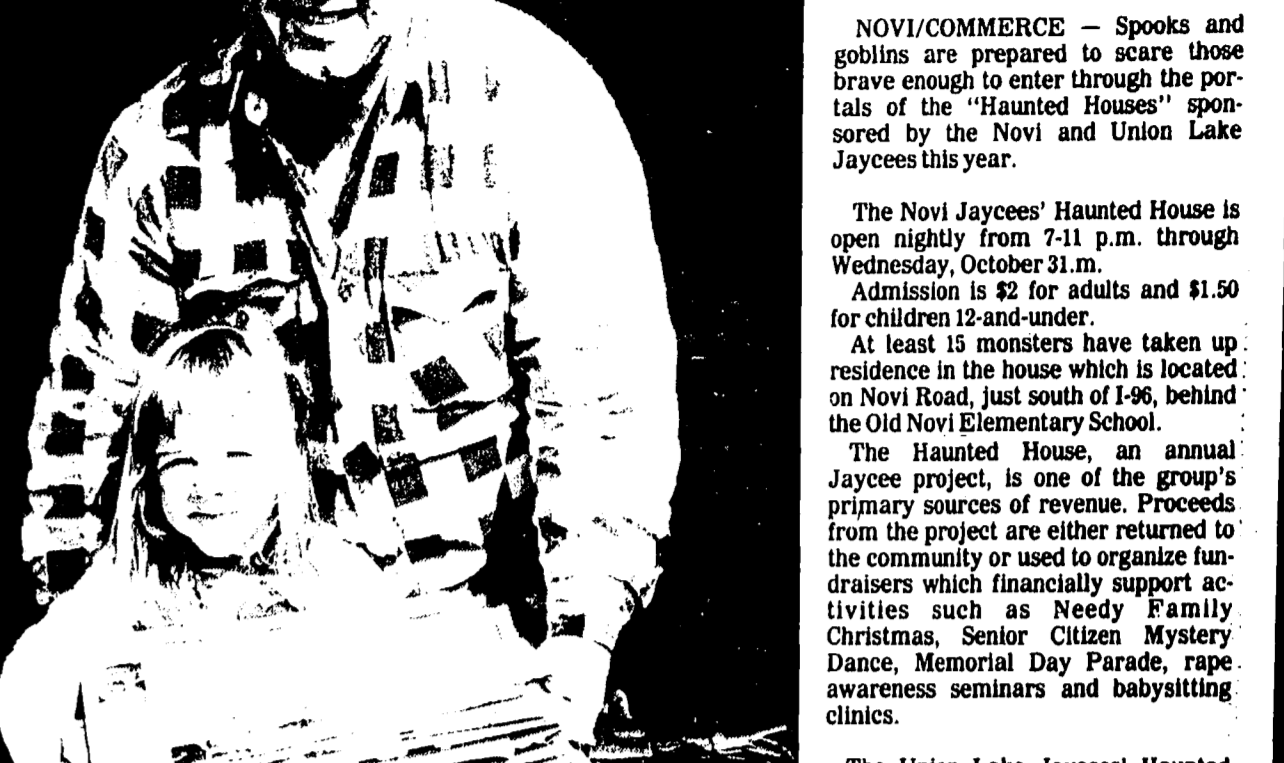 NOVI/COMMERCE — Spooks and
goblins are prepared to scare those
brave enough to enter through the por-
tals of the "Haunted Houses" spon-
sored by the Novi and Union Lake
Jaycees this year.
The Novi Jaycees' Haunted House is
open nightly from 7-11 p.m. through
Wednesday, October 31.m.
Admission is $2 for adults and $1.50
for children 12-and-under.
At least 15 monsters have taken up
residence in the house which is located
on Novi Road, just south of I-96, behind
the Old Novi Elementary School.
The Haunted House, an annual
Jaycee project, is one of the group's
primary sources of revenue. Proceeds
from the project are either returned to
the community or used to organize fun-
draisers which financially support ac-
tivities such as Needy Family
Christmas, Senior Citizen Mystery
Dance, Memorial Day Parade, rape
awareness seminars and babysitting
clinics.
The Union Lake Jaycees' Haunted